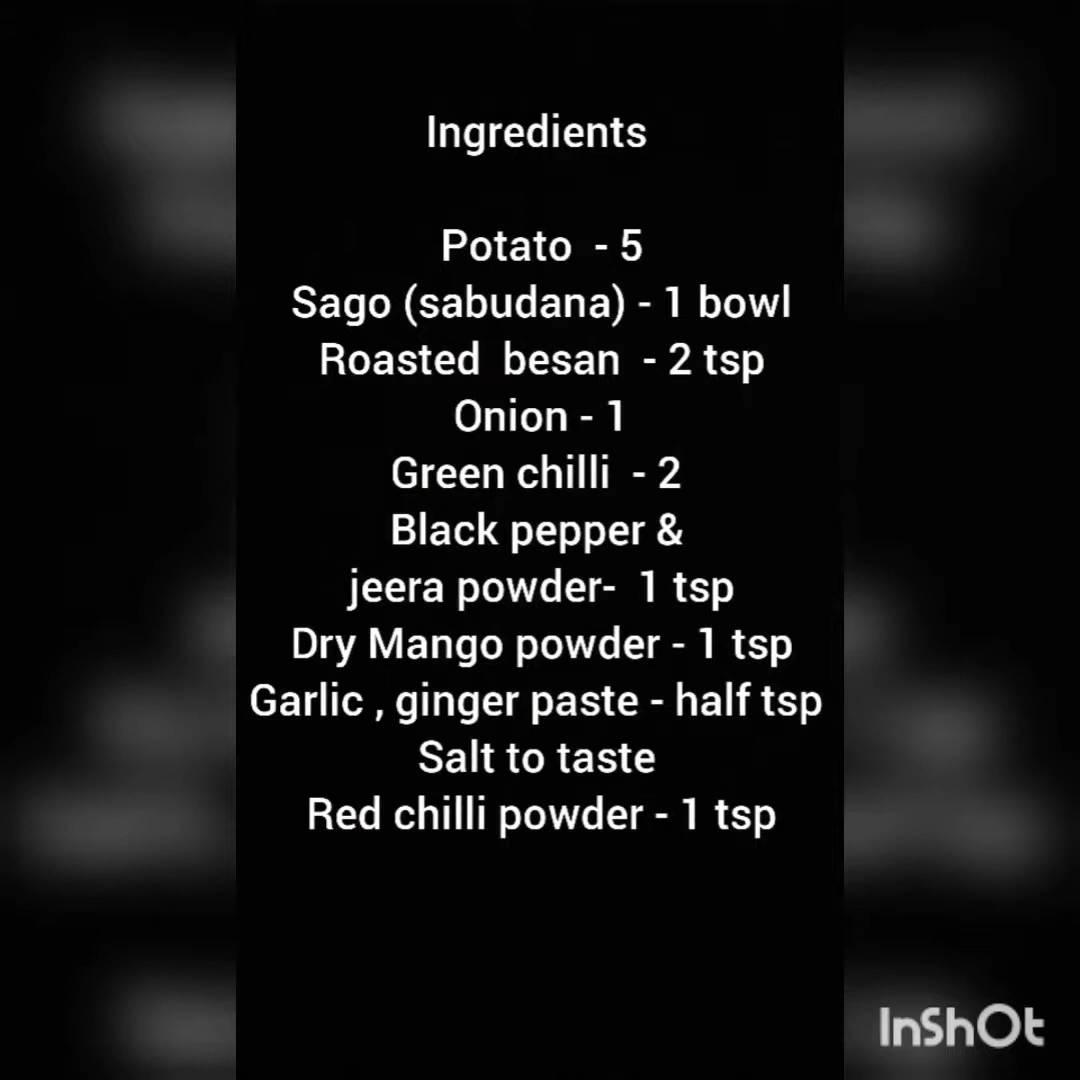 Ingredients
Potato - 5
Sago (sabudana) - 1 bowl
Roasted besan - 2 tsp
Onion - 1
Green chilli - 2
Black pepper &
jeera powder- 1 tsp
Dry Mango powder - 1 tsp
Garlic , ginger paste - half tsp
Salt to taste
Red chilli powder - 1 tsp
InShOt